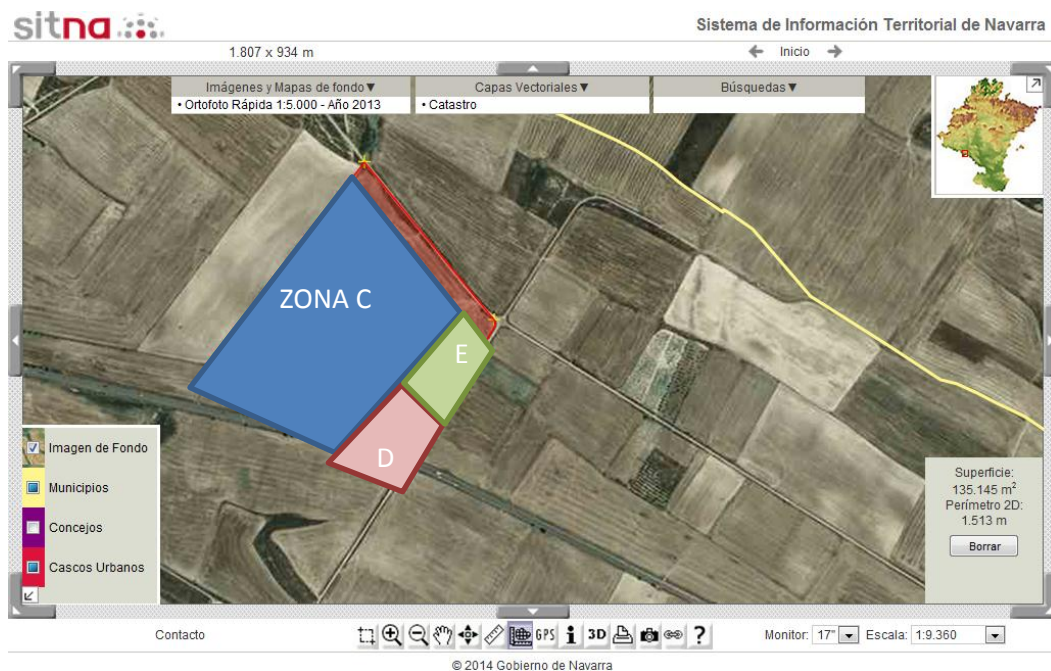 sitna
Sistema de Información Territorial de Navarra
1.807 x 934 m
Inicio
Imágenes y Mapas de fondo ▼
• Ortofoto Rápida 1:5.000 - Año 2013
Capas Vectoriales ▼
• Catastro
Búsquedas ▼
ZONA C
E
D
Imagen de Fondo
Municipios
Concejos
Cascos Urbanos
Superficie:
135.145 m²
Perímetro 2D:
1.513 m
Borrar
Contacto
GPS
i
3D
?
Monitor: 17"
Escala: 1:9.360
© 2014 Gobierno de Navarra